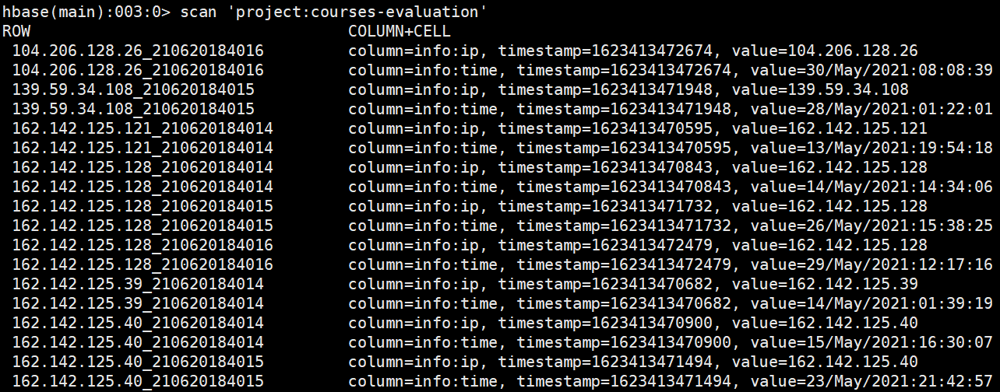 hbase(main):003:0> scan 'project:courses-evaluation'
ROW COLUMN+CELL
104.206.128.26_210620184016 column=info:ip, timestamp=1623413472674, value=104.206.128.26
104.206.128.26_210620184016 column=info:time, timestamp=1623413472674, value=30/May/2021:08:08:39
139.59.34.108_210620184015 column=info:ip, timestamp=1623413471948, value=139.59.34.108
139.59.34.108_210620184015 column=info:time, timestamp=1623413471948, value=28/May/2021:01:22:01
162.142.125.121_210620184014 column=info:ip, timestamp=1623413470595, value=162.142.125.121
162.142.125.121_210620184014 column=info:time, timestamp=1623413470595, value=13/May/2021:19:54:18
162.142.125.128_210620184014 column=info:ip, timestamp=1623413470843, value=162.142.125.128
162.142.125.128_210620184014 column=info:time, timestamp=1623413470843, value=14/May/2021:14:34:06
162.142.125.128_210620184015 column=info:ip, timestamp=1623413471732, value=162.142.125.128
162.142.125.128_210620184015 column=info:time, timestamp=1623413471732, value=26/May/2021:15:38:25
162.142.125.128_210620184016 column=info:ip, timestamp=1623413472479, value=162.142.125.128
162.142.125.128_210620184016 column=info:time, timestamp=1623413472479, value=29/May/2021:12:17:16
162.142.125.39_210620184014 column=info:ip, timestamp=1623413470682, value=162.142.125.39
162.142.125.39_210620184014 column=info:time, timestamp=1623413470682, value=14/May/2021:01:39:19
162.142.125.40_210620184014 column=info:ip, timestamp=1623413470900, value=162.142.125.40
162.142.125.40_210620184014 column=info:time, timestamp=1623413470900, value=15/May/2021:16:30:07
162.142.125.40_210620184015 column=info:ip, timestamp=1623413471494, value=162.142.125.40
162.142.125.40_210620184015 column=info:time, timestamp=1623413471494, value=23/May/2021:21:42:57